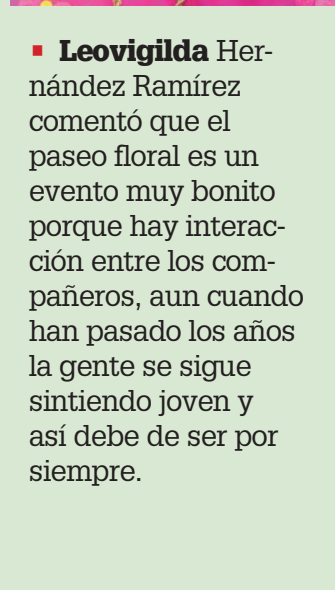 ▪ Leovigilda Her-
nández Ramírez
comentó que el
paseo floral es un
evento muy bonito
porque hay interac-
ción entre los com-
pañeros, aun cuando
han pasado los años
la gente se sigue
sintiendo joven y
así debe de ser por
siempre.